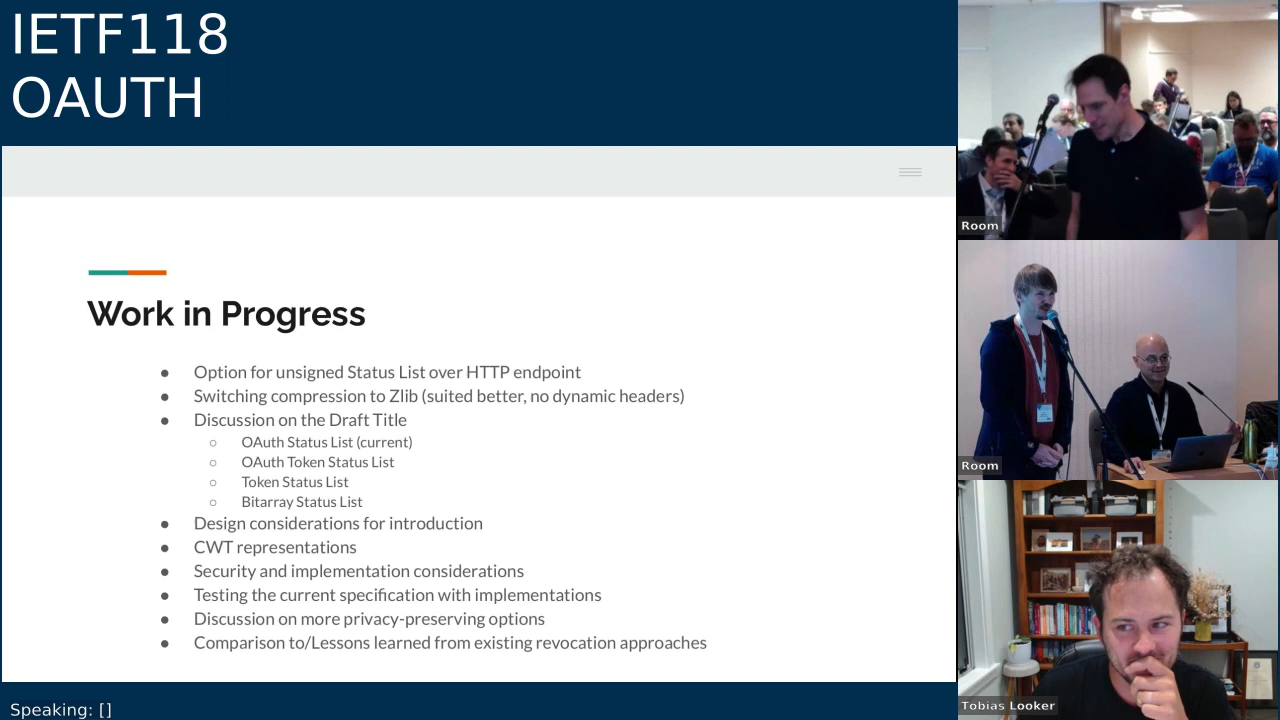 IETF118
OAUTH
Work in Progress
● Option for unsigned Status List over HTTP endpoint
● Switching compression to Zlib (suited better, no dynamic headers)
● Discussion on the Draft Title
○ OAuth Status List (current)
○ OAuth Token Status List
○ Token Status List
○ Bitarray Status List
● Design considerations for introduction
● CWT representations
● Security and implementation considerations
● Testing the current specification with implementations
● Discussion on more privacy-preserving options
● Comparison to/Lessons learned from existing revocation approaches
Speaking: []
Room
Room
Tobias Looker